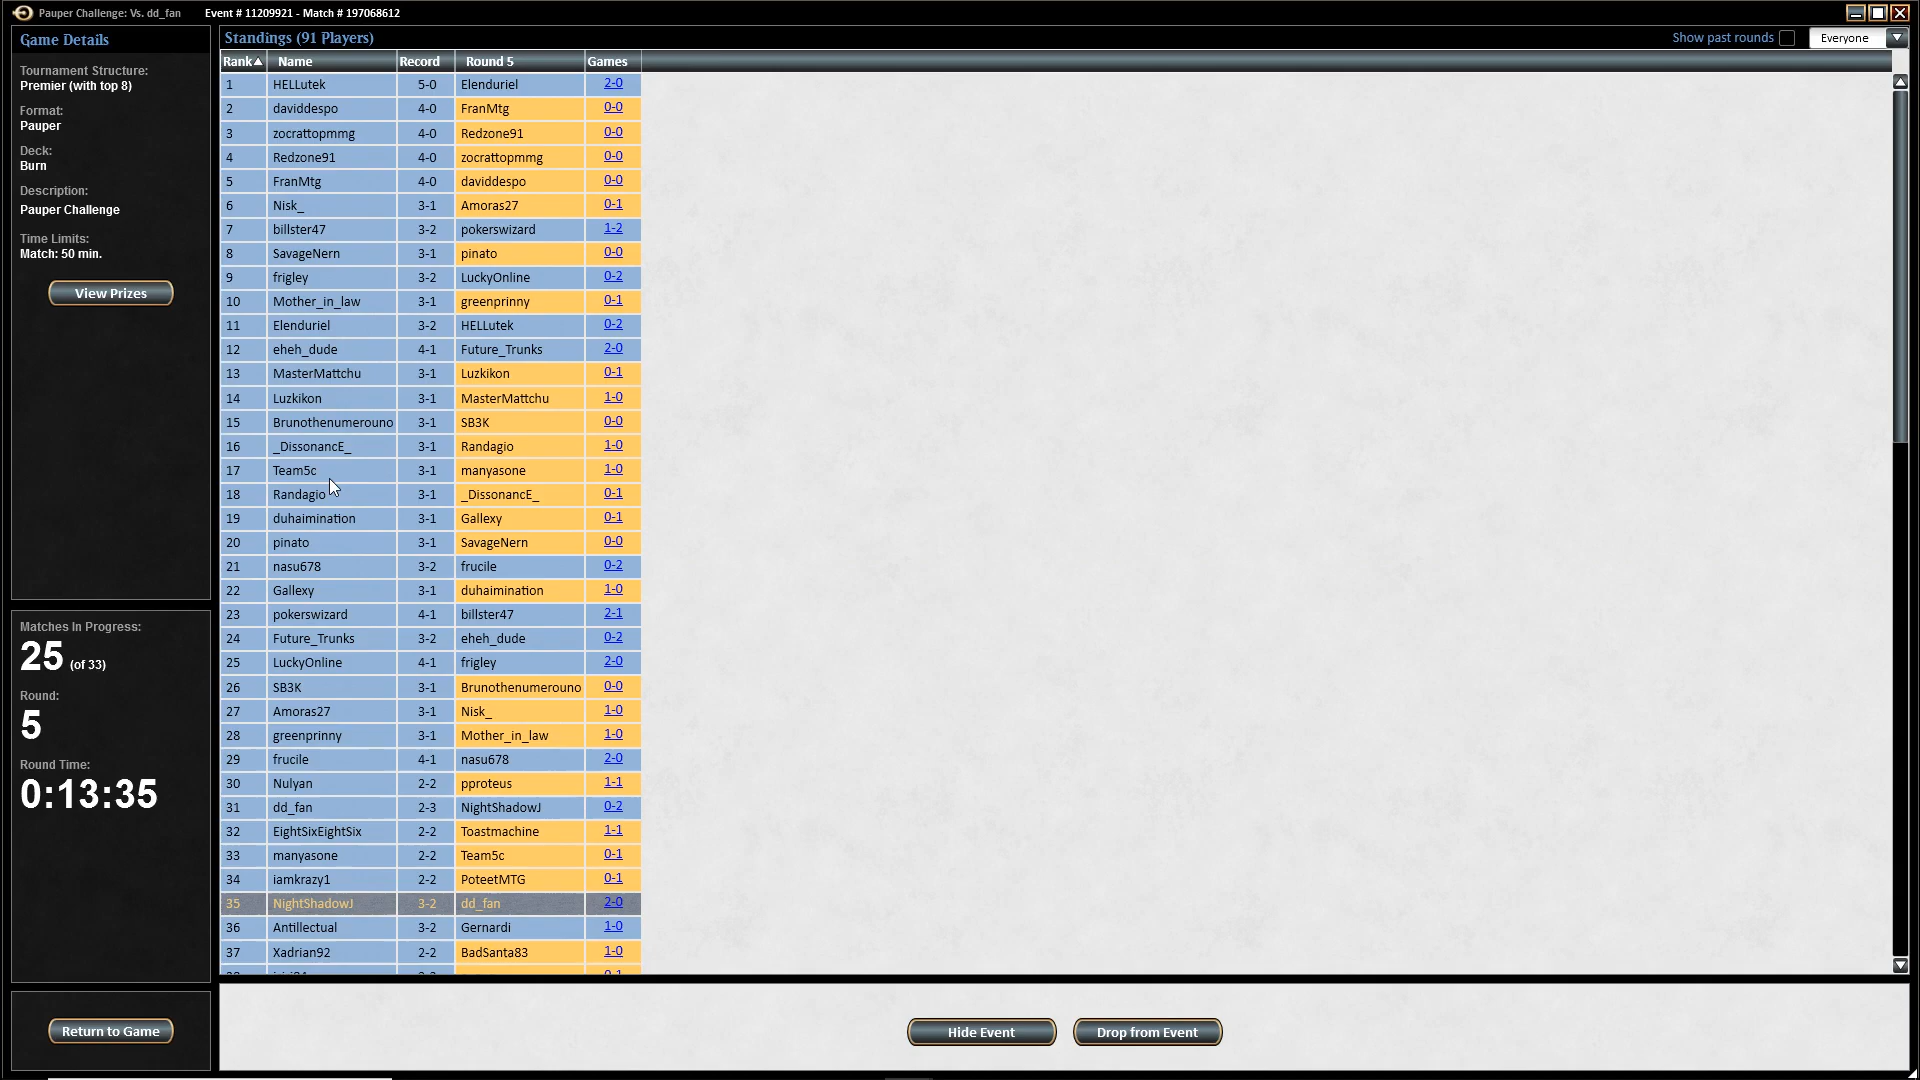 Pauper Challenge: Vs. dd_fan Event # 11209921 - Match # 197068612
Game Details
Tournament Structure:
Premier (with top 8)
Format:
Pauper
Deck:
Burn
Description:
Pauper Challenge
Time Limits:
Match: 50 min.
View Prizes
Matches In Progress:
25 (of 33)
Round:
5
Round Time:
0:13:35
Return to Game
Standings (91 Players) Show past rounds Everyone
Rank Name Record Round 5 Games
1 HELLutek 5-0 Elenduriel 2-0
2 daviddespo 4-0 FranMtg 0-0
3 zocrattopmmg 4-0 Redzone91 0-0
4 Redzone91 4-0 zocrattopmmg 0-0
5 FranMtg 4-0 daviddespo 0-0
6 Nisk_ 3-1 Amoras27 0-1
7 billster47 3-2 pokerswizard 1-2
8 SavageNern 3-1 pinato 0-0
9 frigley 3-2 LuckyOnline 0-2
10 Mother_in_law 3-1 greenprinny 0-1
11 Elenduriel 3-2 HELLutek 0-2
12 eheh_dude 4-1 Future_Trunks 2-0
13 MasterMattchu 3-1 Luzkikon 0-1
14 Luzkikon 3-1 MasterMattchu 1-0
15 Brunothenumerouno 3-1 SB3K 0-0
16 _DissonancE_ 3-1 Randagio 1-0
17 Team5c 3-1 manyasone 1-0
18 Randagio 3-1 _DissonancE_ 0-1
19 duhaimination 3-1 Gallexy 0-1
20 pinato 3-1 SavageNern 0-0
21 nasu678 3-2 frucile 0-2
22 Gallexy 3-1 duhaimination 1-0
23 pokerswizard 4-1 billster47 2-1
24 Future_Trunks 3-2 eheh_dude 0-2
25 LuckyOnline 4-1 frigley 2-0
26 SB3K 3-1 Brunothenumerouno 0-0
27 Amoras27 3-1 Nisk_ 1-0
28 greenprinny 3-1 Mother_in_law 1-0
29 frucile 4-1 nasu678 2-0
30 Nulyan 2-2 pproteus 1-1
31 dd_fan 2-3 NightShadowJ 0-2
32 EightSixEightSix 2-2 Toastmachine 1-1
33 manyasone 2-2 Team5c 0-1
34 iamkrazy1 2-2 PoteetMTG 0-1
35 NightShadowJ 3-2 dd_fan 2-0
36 Antillectual 3-2 Gernardi 1-0
37 Xadrian92 2-2 BadSanta83 1-0
Hide Event Drop from Event